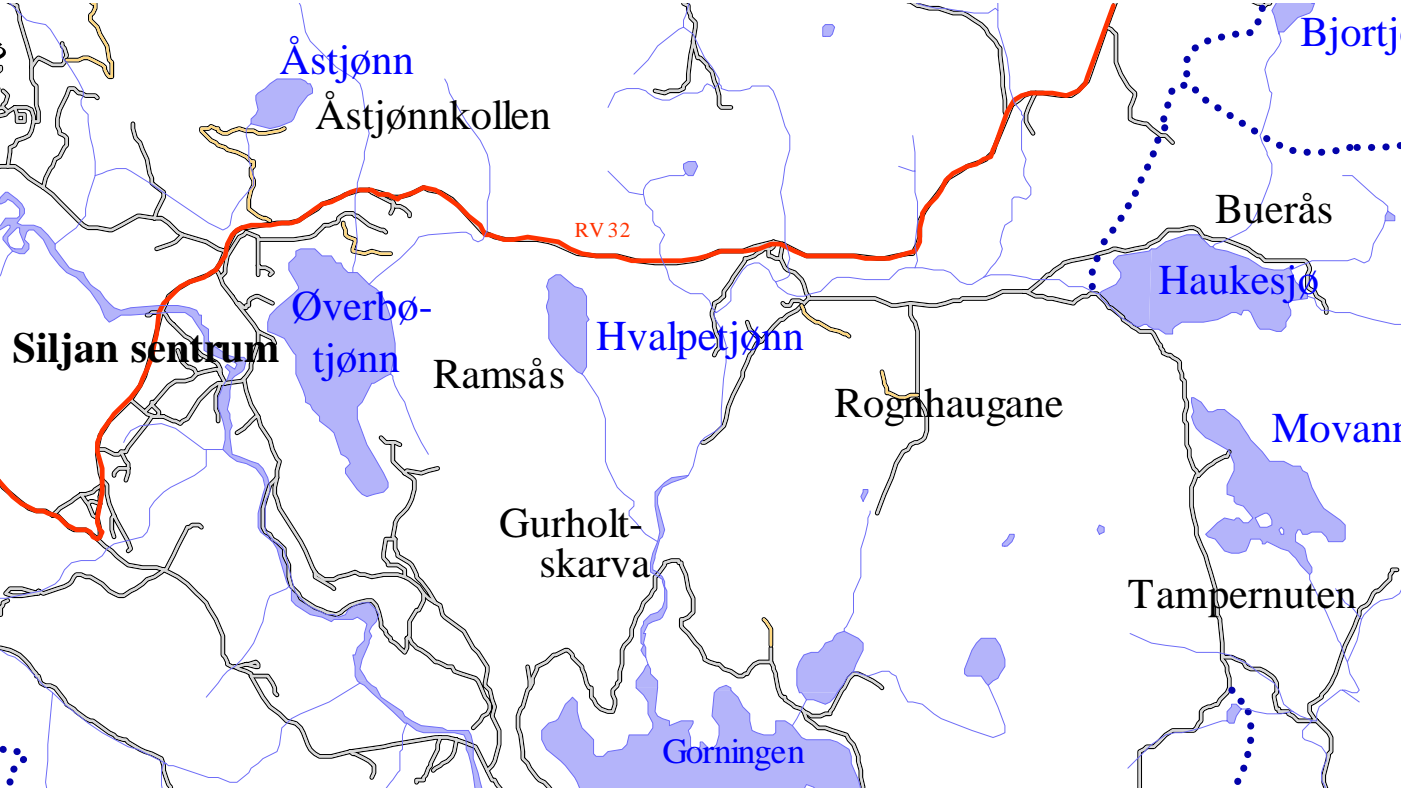 Bjortj
Åstjønn
Åstjønnkollen
Buerås
RV 32
Haukesjø
Øverbø-
tjønn
Hvalpetjønn
Siljan sentrum
Ramsås
Rognhaugane
Movann
Gurholt-
skarva
Tampernuten
Gorningen